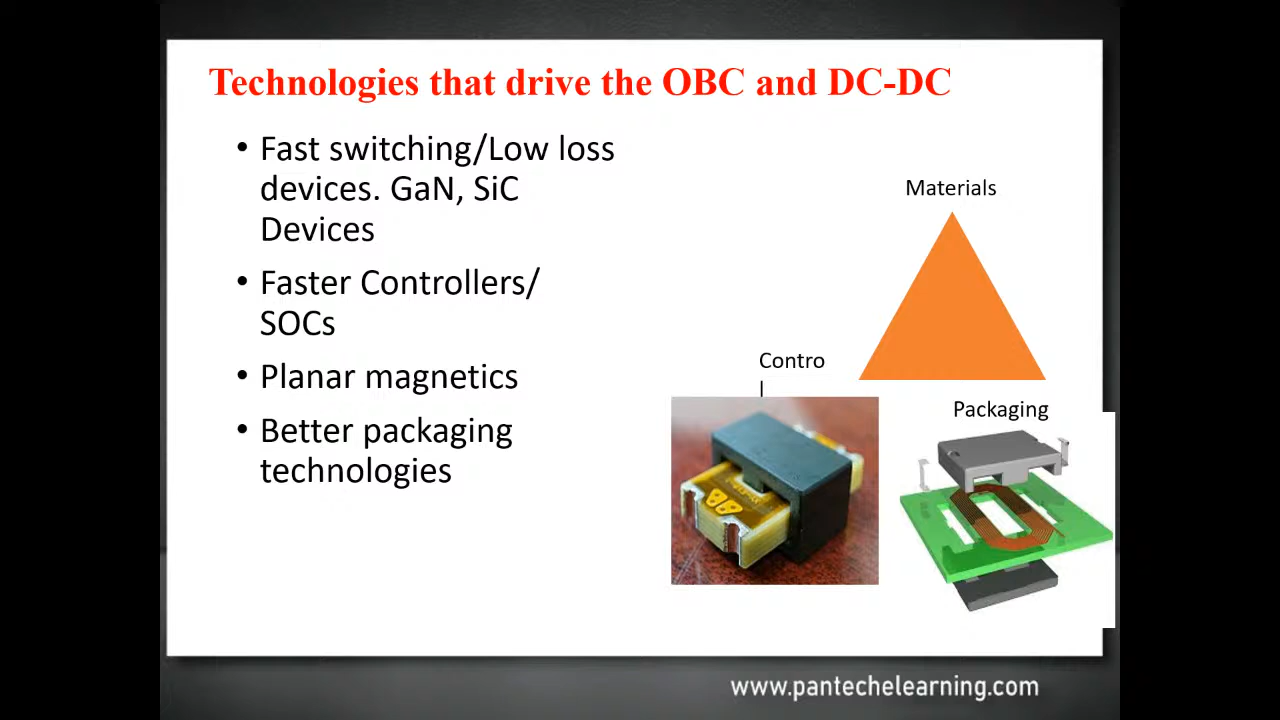 Technologies that drive the OBC and DC-DC
• Fast switching/Low loss
devices. GaN, SiC
Devices
• Faster Controllers/
SOCs
• Planar magnetics
• Better packaging
technologies
Materials
Contro
l
Packaging
www.pantechelearning.com